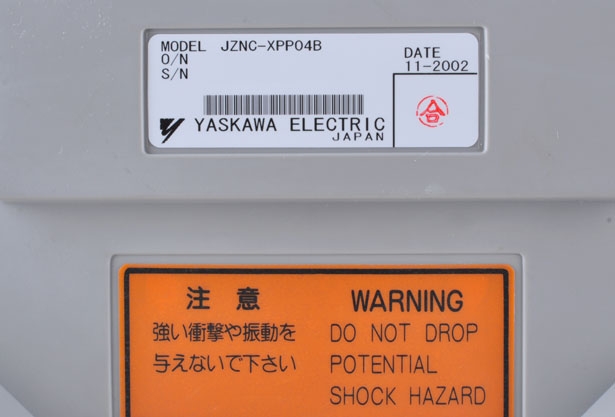 MODEL JZNC-XPP04B
O/N
S/N
DATE
11-2002
合
YASKAWA ELECTRIC
JAPAN
注意
強い衝撃や振動を
与えないで下さい
WARNING
DO NOT DROP
POTENTIAL
SHOCK HAZARD